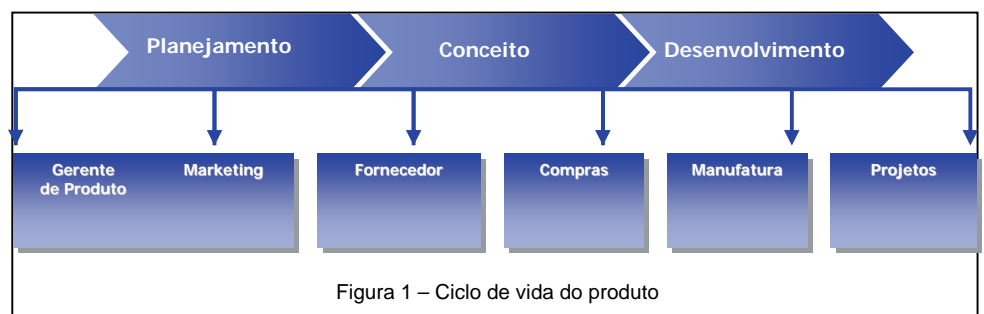 Planejamento
Conceito
Desenvolvimento
Gerente
de Produto
Marketing
Fornecedor
Compras
Manufatura
Projetos
Figura 1 – Ciclo de vida do produto